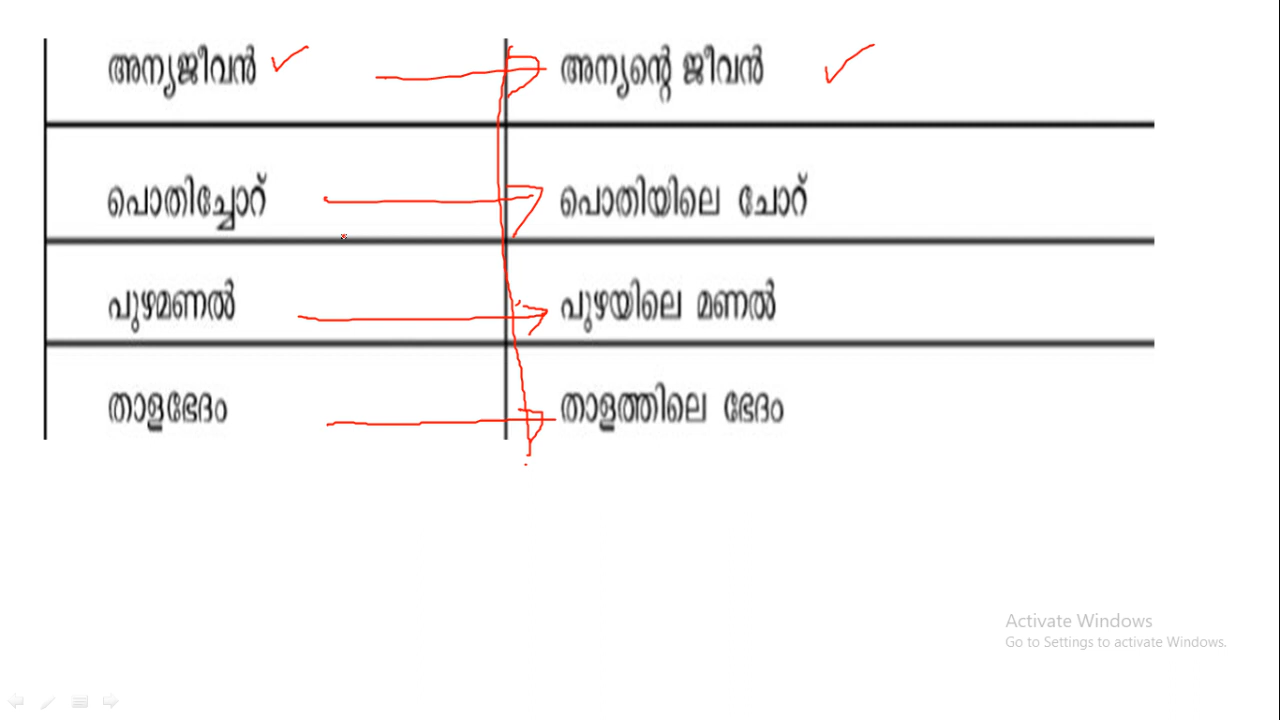 അന്യജീവൻ അന്യന്റെ ജീവൻ
പൊതിച്ചോറ് പൊതിയിലെ ചോറ്
പുഴമണൽ പുഴയിലെ മണൽ
താളഭേദം താളത്തിലെ ഭേദം
Activate Windows
Go to Settings to activate Windows.